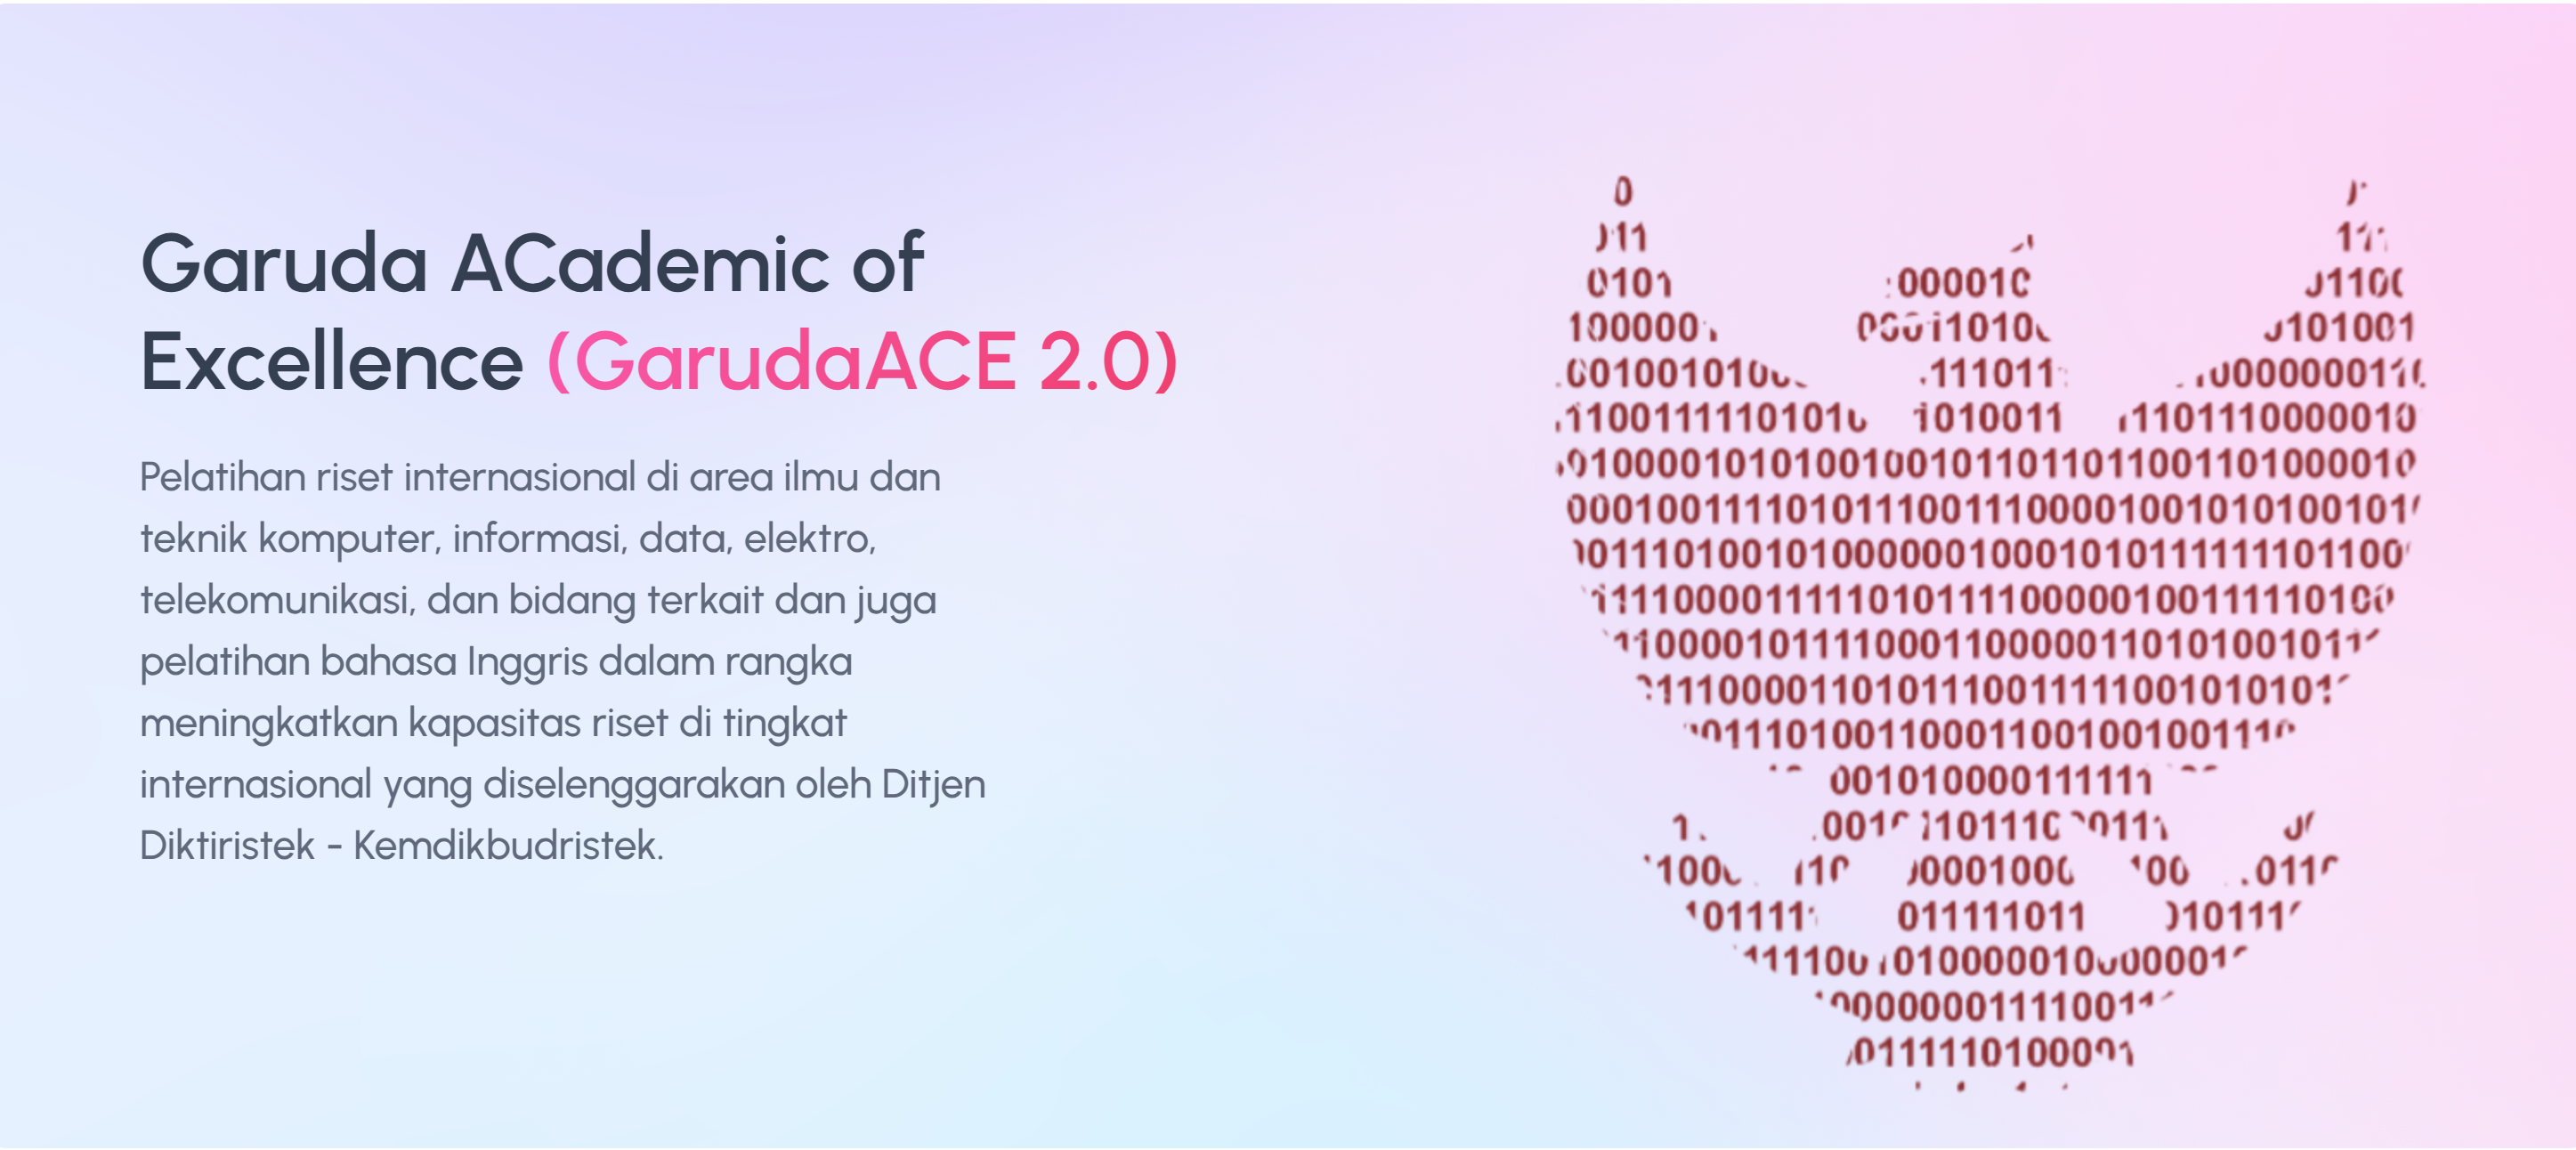 Garuda ACademic of
Excellence (GarudaACE 2.0)
Pelatihan riset internasional di area ilmu dan
teknik komputer, informasi, data, elektro,
telekomunikasi, dan bidang terkait dan juga
pelatihan bahasa Inggris dalam rangka
meningkatkan kapasitas riset di tingkat
internasional yang diselenggarakan oleh Ditjen
Diktiristek - Kemdikbudristek.